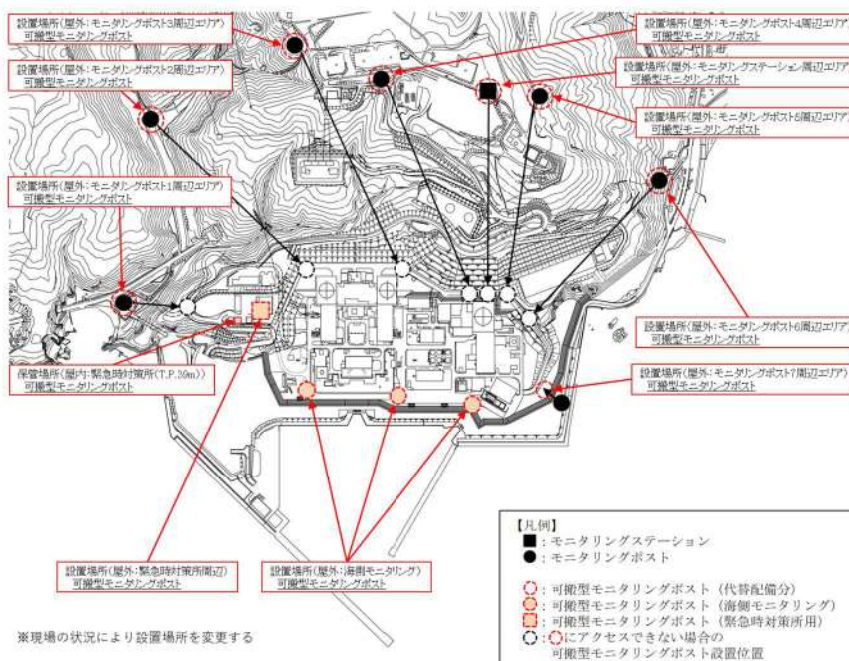 設置場所(屋外:モニタリングポスト3周辺エリア)
可搬型モニタリングポスト
設置場所(屋外:モニタリングポスト4周辺エリア)
可搬型モニタリングポスト
設置場所(屋外:モニタリングポスト2周辺エリア)
可搬型モニタリングポスト
設置場所(屋外:モニタリングステーション周辺エリア)
可搬型モニタリングポスト
設置場所(屋外:モニタリングポスト5周辺エリア)
可搬型モニタリングポスト
設置場所(屋外:モニタリングポスト1周辺エリア)
可搬型モニタリングポスト
設置場所(屋外:モニタリングポスト6周辺エリア)
可搬型モニタリングポスト
保管場所(屋内:緊急時対策所(T.P.39m))
可搬型モニタリングポスト
設置場所(屋外:モニタリングポスト7周辺エリア)
可搬型モニタリングポスト
設置場所(屋外:緊急時対策所周辺)
可搬型モニタリングポスト
設置場所(屋外:海側モニタリング)
可搬型モニタリングポスト
【凡例】
:モニタリングステーション
:モニタリングポスト
:可搬型モニタリングポスト(代替配備分)
:可搬型モニタリングポスト(海側モニタリング)
:可搬型モニタリングポスト(緊急時対策所用)
:にアクセスできない場合の
可搬型モニタリングポスト設置位置
※現場の状況により設置場所を変更する